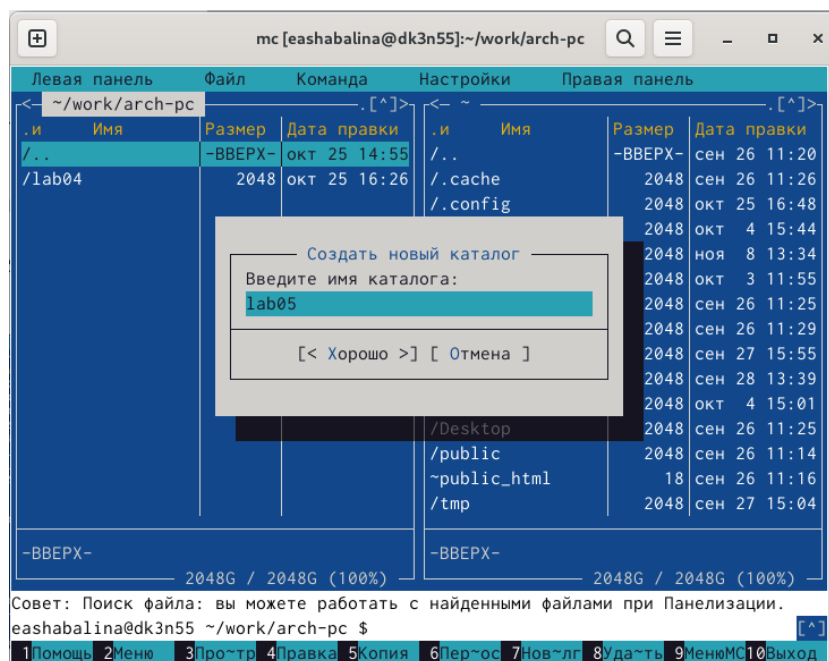 mc [eashabalina@dk3n55]:~/work/arch-pc
Левая панель Файл Команда Настройки Правая панель
<— ~/work/arch-pc .[^]> <— ~ .[^]>
.и Имя Размер Дата правки .и Имя Размер Дата правки
/.. -ВВЕРХ- окт 25 14:55 /.. -ВВЕРХ- сен 26 11:20
/lab04 2048 окт 25 16:26 /.cache 2048 сен 26 11:26
/.config 2048 окт 25 16:48
2048 окт 4 15:44
Создать новый каталог 2048 ноя 8 13:34
Введите имя каталога: 2048 окт 3 11:55
lab05 2048 сен 26 11:25
2048 сен 26 11:29
[< Хорошо >] [ Отмена ] 2048 сен 27 15:55
2048 сен 28 13:39
2048 окт 4 15:01
/Desktop 2048 сен 26 11:25
/public 2048 сен 26 11:14
~public_html 18 сен 26 11:16
/tmp 2048 сен 27 15:04
-ВВЕРХ- -ВВЕРХ-
2048G / 2048G (100%) 2048G / 2048G (100%)
Совет: Поиск файла: вы можете работать с найденными файлами при Панелизации.
eashabalina@dk3n55 ~/work/arch-pc $ [^]
1Помощь 2Меню 3Про~тр 4Правка 5Копия 6Пер~ос 7Нов~лг 8Уда~ть 9МенюMC 10Выход